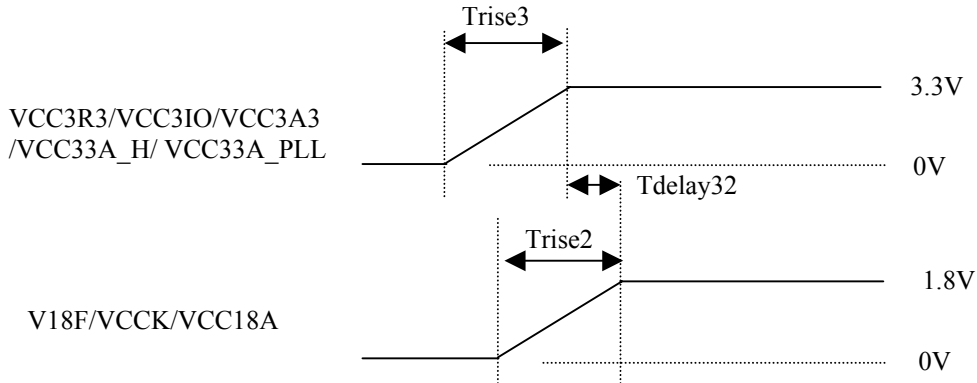 Trise3
3.3V
VCC3R3/VCC3IO/VCC3A3
/VCC33A_H/ VCC33A_PLL
0V
Tdelay32
Trise2
1.8V
V18F/VCCK/VCC18A
0V